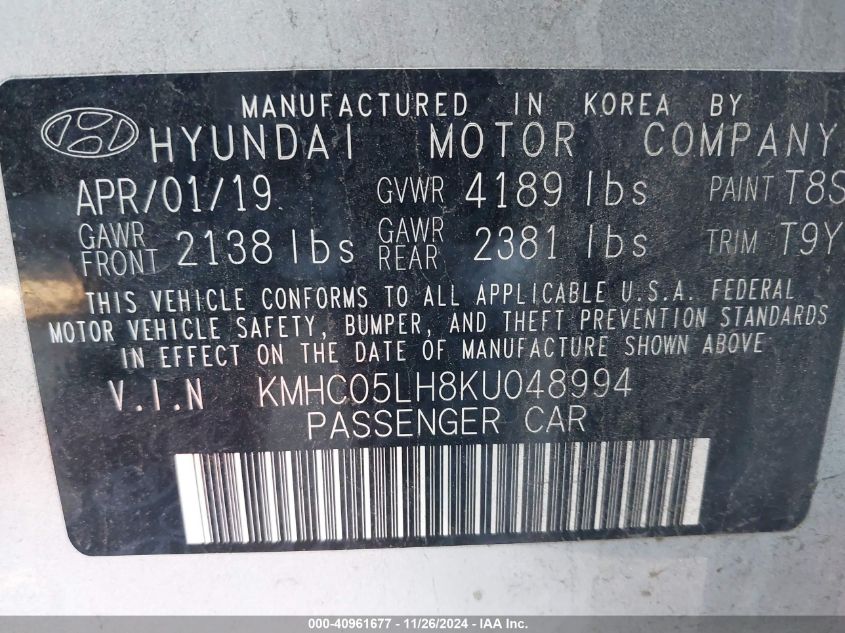 MANUFACTURED IN KOREA BY
HYUNDAI MOTOR COMPANY
APR/01/19 GVWR 4189 lbs PAINT T8S
GAWR FRONT 2138 lbs GAWR REAR 2381 lbs TRIM T9Y
THIS VEHICLE CONFORMS TO ALL APPLICABLE U.S.A. FEDERAL
MOTOR VEHICLE SAFETY, BUMPER, AND THEFT PREVENTION STANDARDS
IN EFFECT ON THE DATE OF MANUFACTURE SHOWN ABOVE
V.I.N KMHC05LH8KU048994
PASSENGER CAR
000-40961677 - 11/26/2024 - IAA Inc.